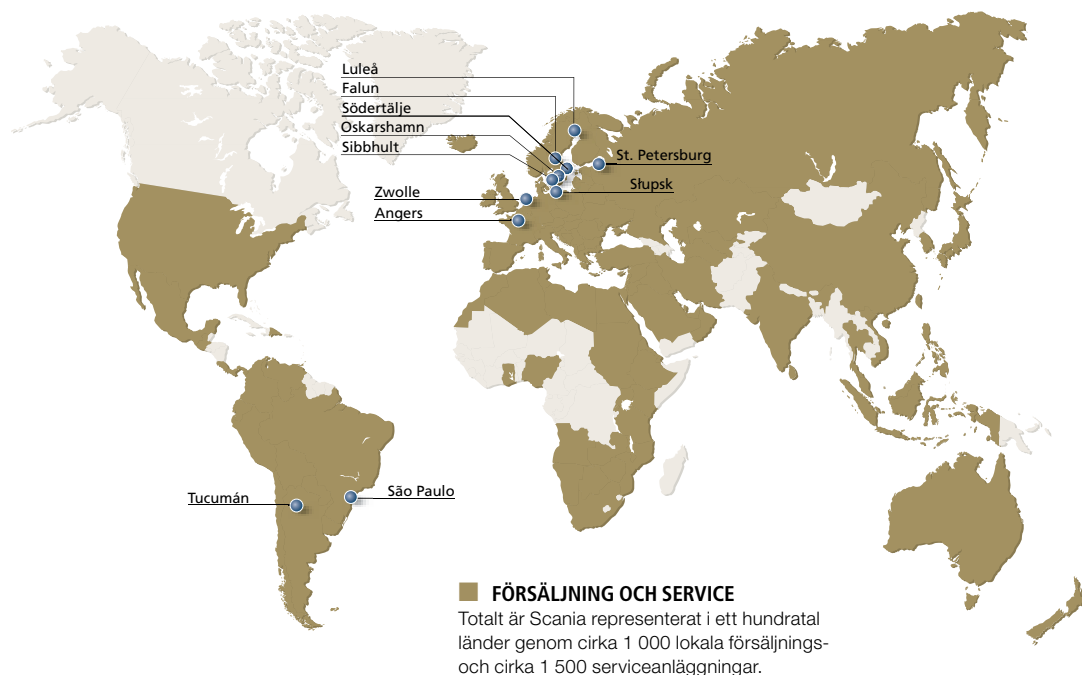 Luleå
Falun
Södertälje
Oskarshamn
Sibbhult
St. Petersburg
Słupsk
Zwolle
Angers
Tucumán
São Paulo
FÖRSÄLJNING OCH SERVICE
Totalt är Scania representerat i ett hundratal
länder genom cirka 1 000 lokala försäljnings-
och cirka 1 500 serviceanläggningar.